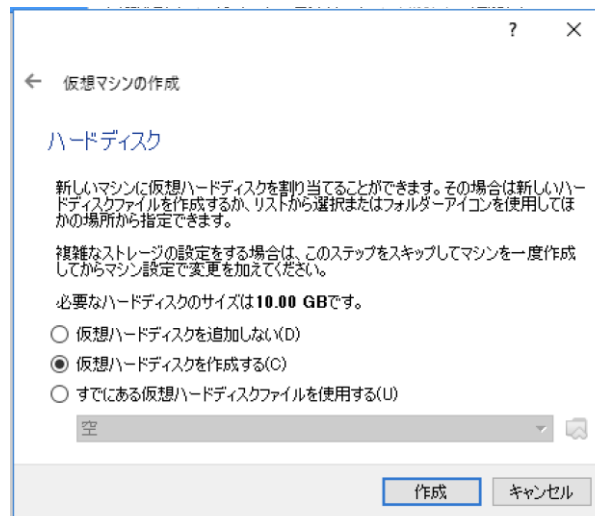 ?
仮想マシンの作成
ハードディスク
新しいマシンに仮想ハードディスクを割り当てることができます。その場合は新しいハー
ドディスクファイルを作成するか、リストから選択またはフォルダーアイコンを使用してほ
かの場所から指定できます。
複雑なストレージの設定をする場合は、このステップをスキップしてマシンを一度作成
してからマシン設定で変更を加えてください。
必要なハードディスクのサイズは10.00 GBです。
仮想ハードディスクを追加しない(D)
仮想ハードディスクを作成する(C)
すでにある仮想ハードディスクファイルを使用する(U)
空
作成 キャンセル